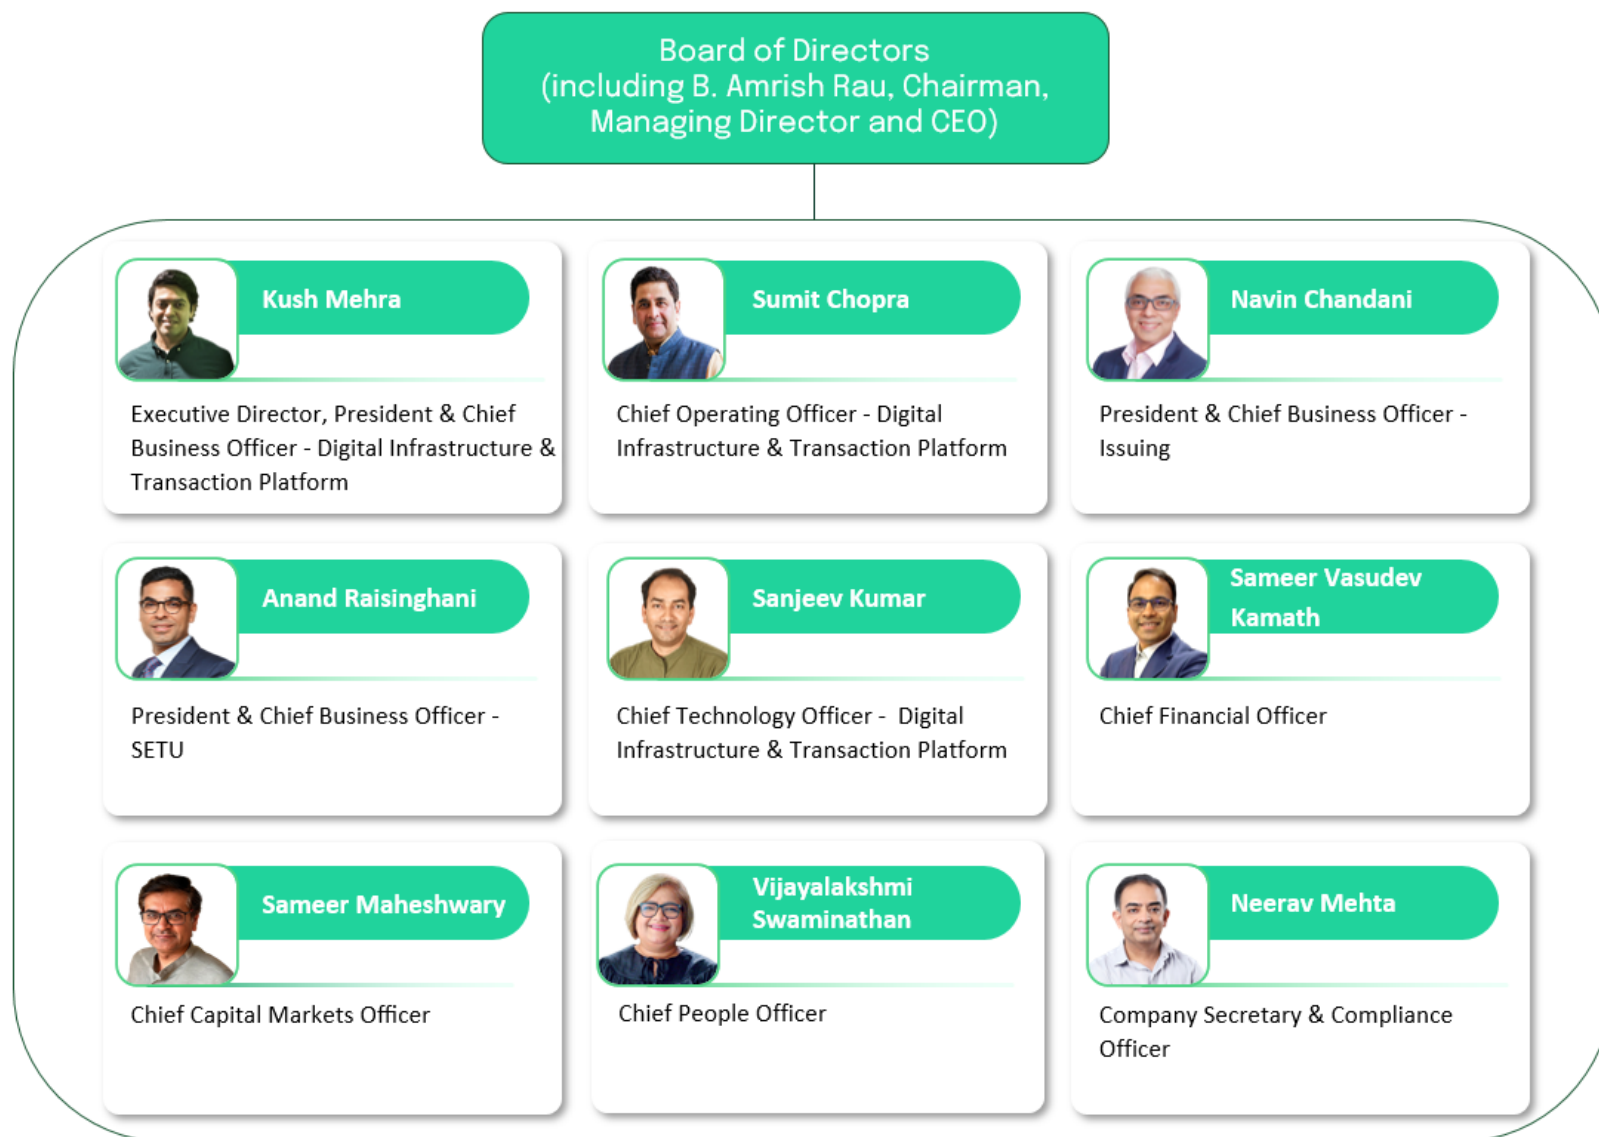 Board of Directors
(including B. Amrish Rau, Chairman,
Managing Director and CEO)
Kush Mehra
Executive Director, President & Chief
Business Officer - Digital Infrastructure &
Transaction Platform
Sumit Chopra
Chief Operating Officer - Digital
Infrastructure & Transaction Platform
Navin Chandani
President & Chief Business Officer -
Issuing
Anand Raisinghani
President & Chief Business Officer -
SETU
Sanjeev Kumar
Chief Technology Officer -  Digital
Infrastructure & Transaction Platform
Sameer Vasudev
Kamath
Chief Financial Officer
Sameer Maheshwary
Chief Capital Markets Officer
Vijayalakshmi
Swaminathan
Chief People Officer
Neerav Mehta
Company Secretary & Compliance
Officer